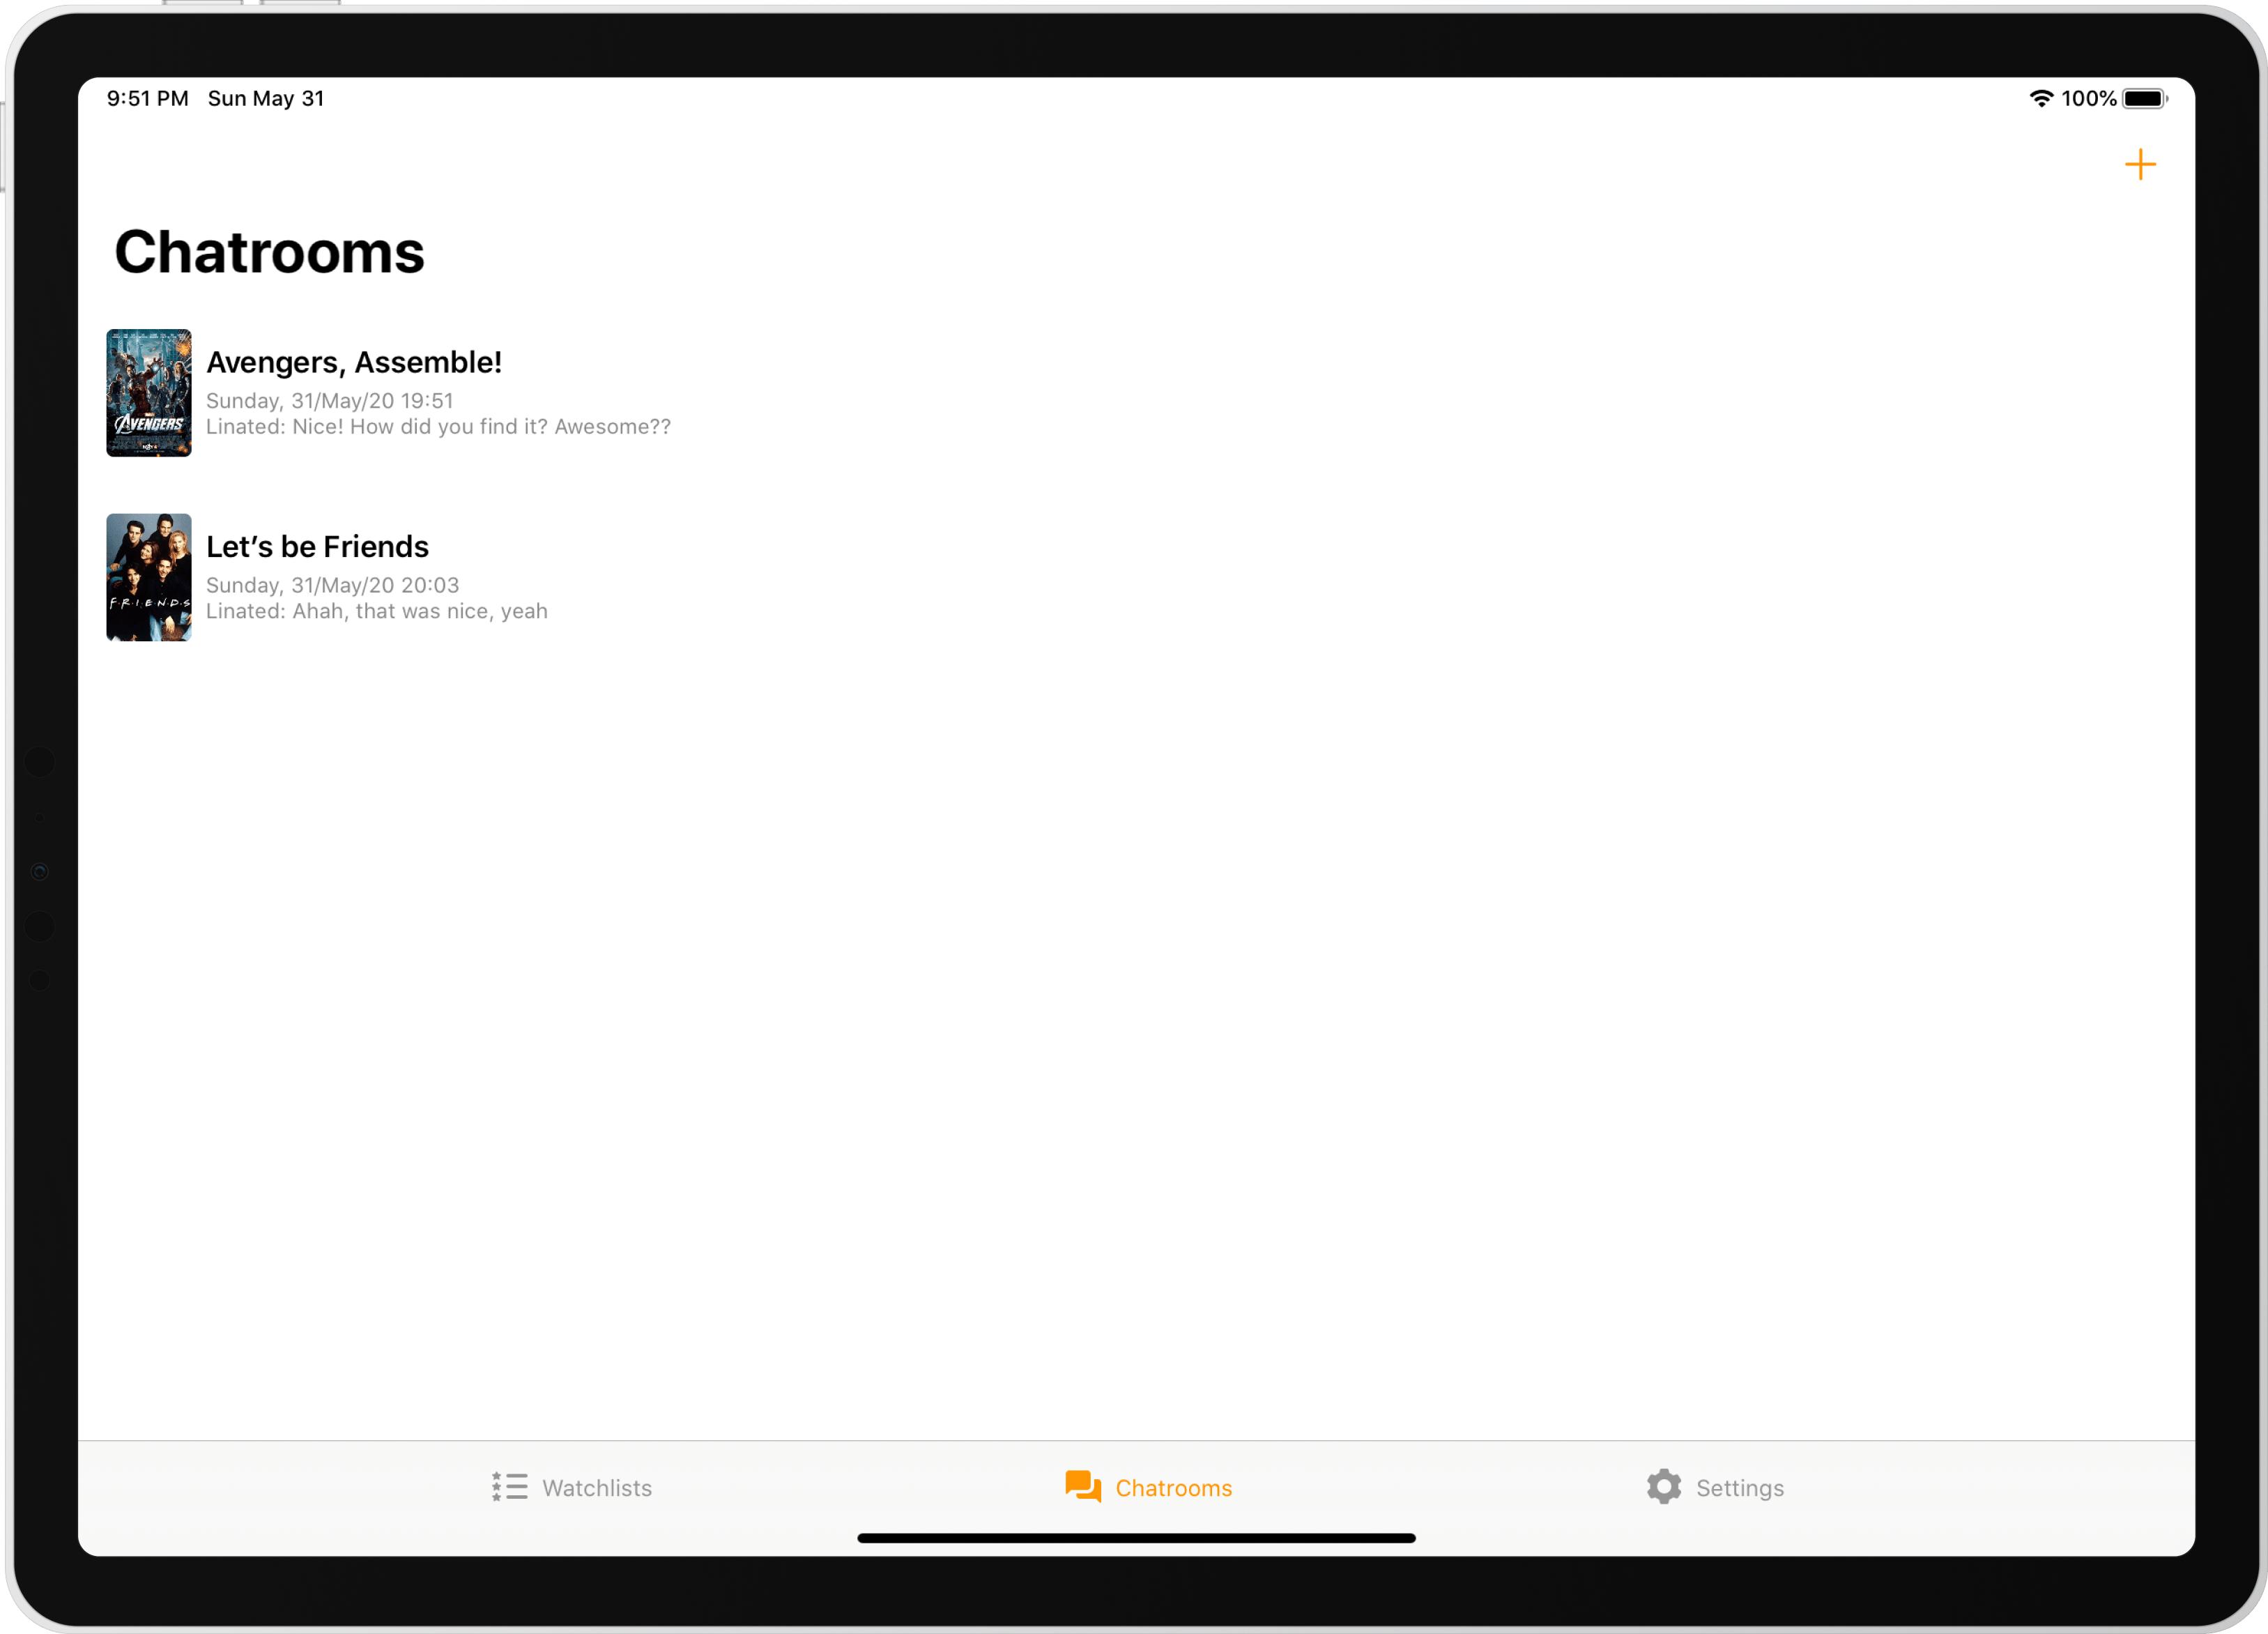 9:51 PM Sun May 31
100%
Chatrooms
Avengers, Assemble!
Sunday, 31/May/20 19:51
Linated: Nice! How did you find it? Awesome??
AVENGERS
Let’s be Friends
Sunday, 31/May/20 20:03
Linated: Ahah, that was nice, yeah
F·R·I·E·N·D·S
Watchlists
Chatrooms
Settings